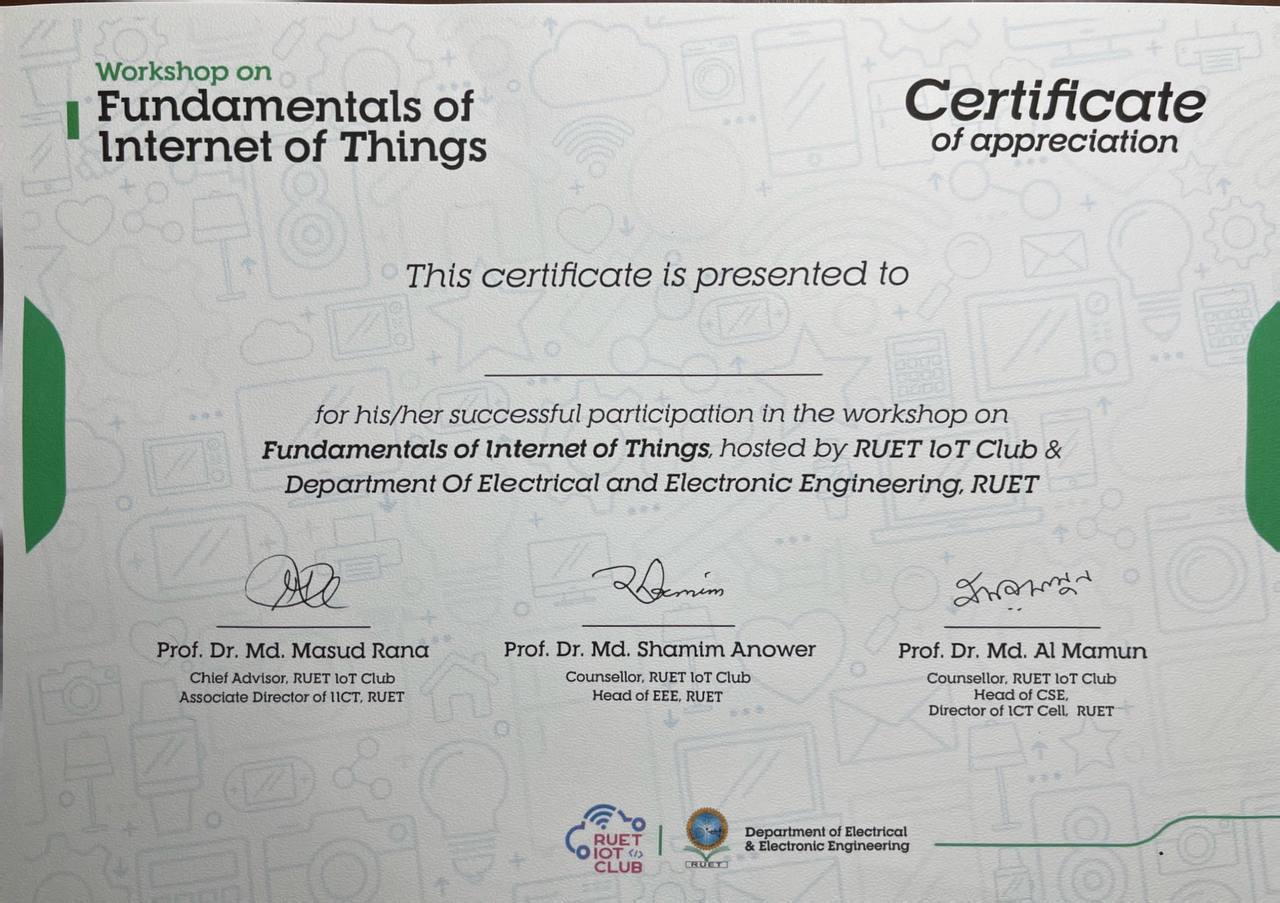 Workshop on
Fundamentals of
Internet of Things
Certificate
of appreciation
This certificate is presented to
for his/her successful participation in the workshop on
Fundamentals of Internet of Things, hosted by RUET IoT Club &
Department Of Electrical and Electronic Engineering, RUET
Prof. Dr. Md. Masud Rana
Chief Advisor, RUET IoT Club
Associate Director of IICT, RUET
Prof. Dr. Md. Shamim Anower
Counsellor, RUET IoT Club
Head of EEE, RUET
Prof. Dr. Md. Al Mamun
Counsellor, RUET IoT Club
Head of CSE,
Director of ICT Cell, RUET
RUET
IOT </>
CLUB
RUET
Department of Electrical
& Electronic Engineering